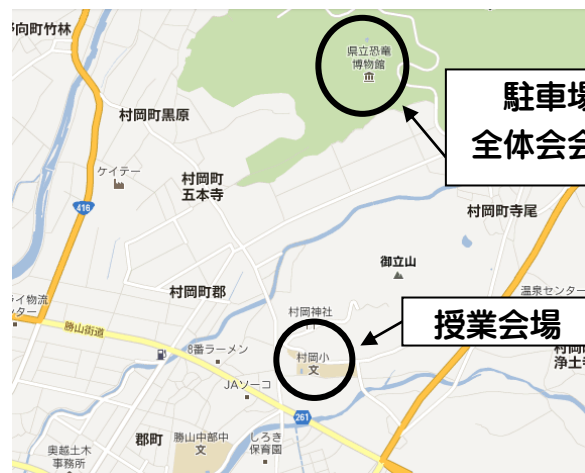 野向町竹林
県立恐竜
博物館
駐車場
全体会会
村岡町黒原
ケイテー
村岡町
五本寺
416
村岡町寺尾
御立山
村岡町郡
温泉センター
ライ物流
ンター
村岡神社
授業会場
勝山街道
8番ラーメン
村岡小
文
浄土寺
JAソーコ
261
郡町
勝山中部中
文
しろき
保育園
奥越土木
事務所